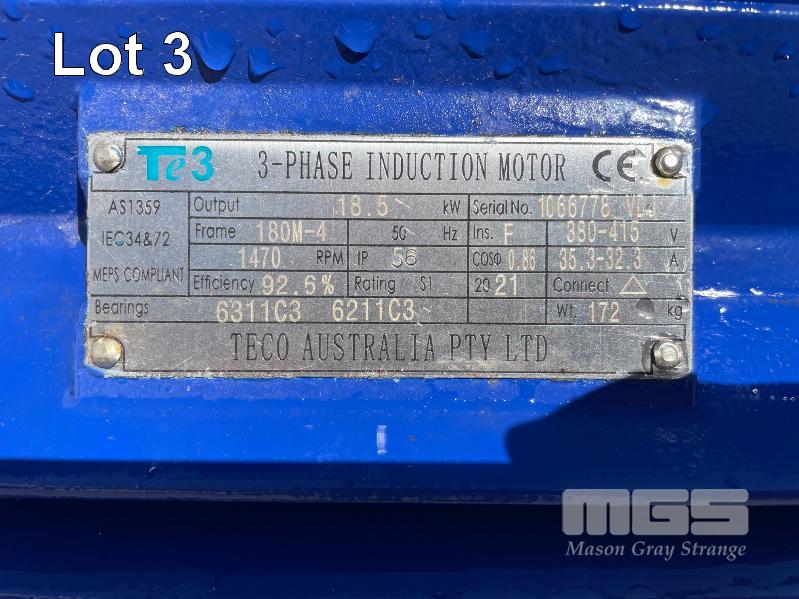 Lot 3
Te3 3-PHASE INDUCTION MOTOR CE
AS1359
IEC34&72
MEPS COMPLIANT
Output 18.5 kW Serial No. 1066778
Frame 180M-4 50 Hz Ins. F 380-415 V
1470 RPM IP 56 COSΦ 0.86 35.3-32.3 A
Efficiency 92.6% Rating S1 2021 Connect △
Bearings 6311C3 6211C3 Wt. 172 kg
TECO AUSTRALIA PTY LTD
MGS
Mason Gray Strange